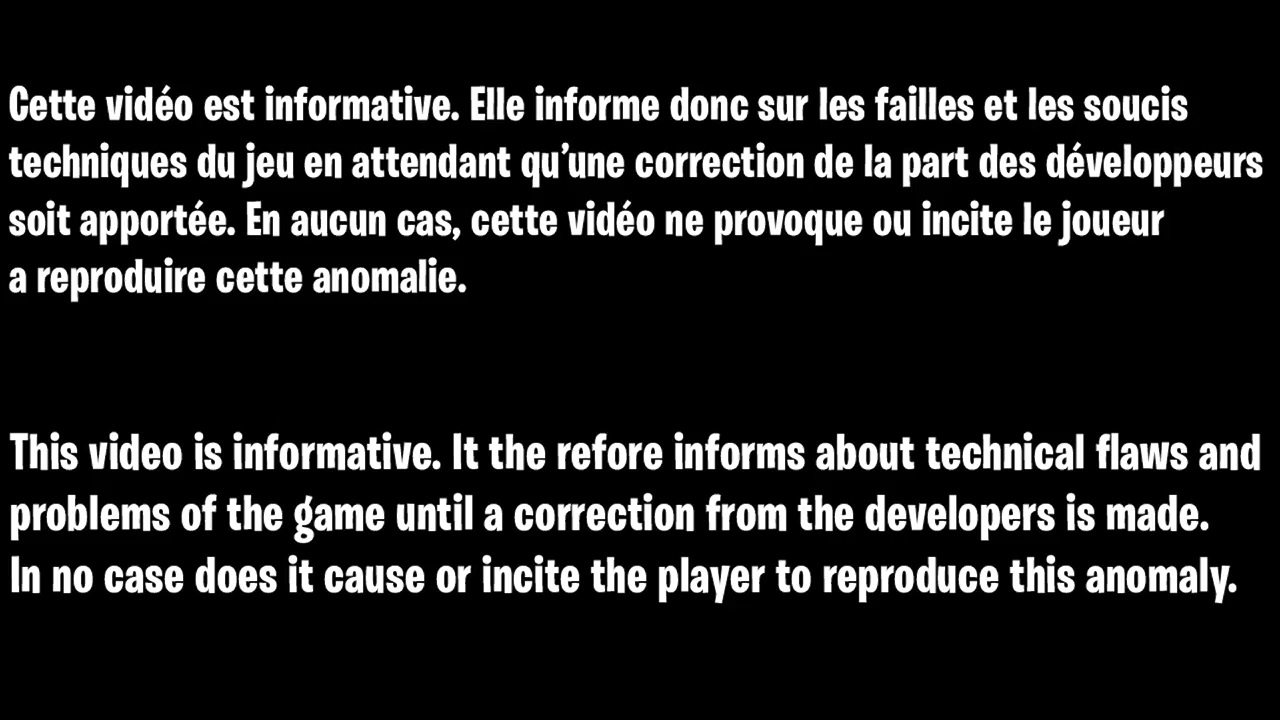 Cette vidéo est informative. Elle informe donc sur les failles et les soucis
techniques du jeu en attendant qu’une correction de la part des développeurs
soit apportée. En aucun cas, cette vidéo ne provoque ou incite le joueur
a reproduire cette anomalie.
This video is informative. It the refore informs about technical flaws and
problems of the game until a correction from the developers is made.
In no case does it cause or incite the player to reproduce this anomaly.